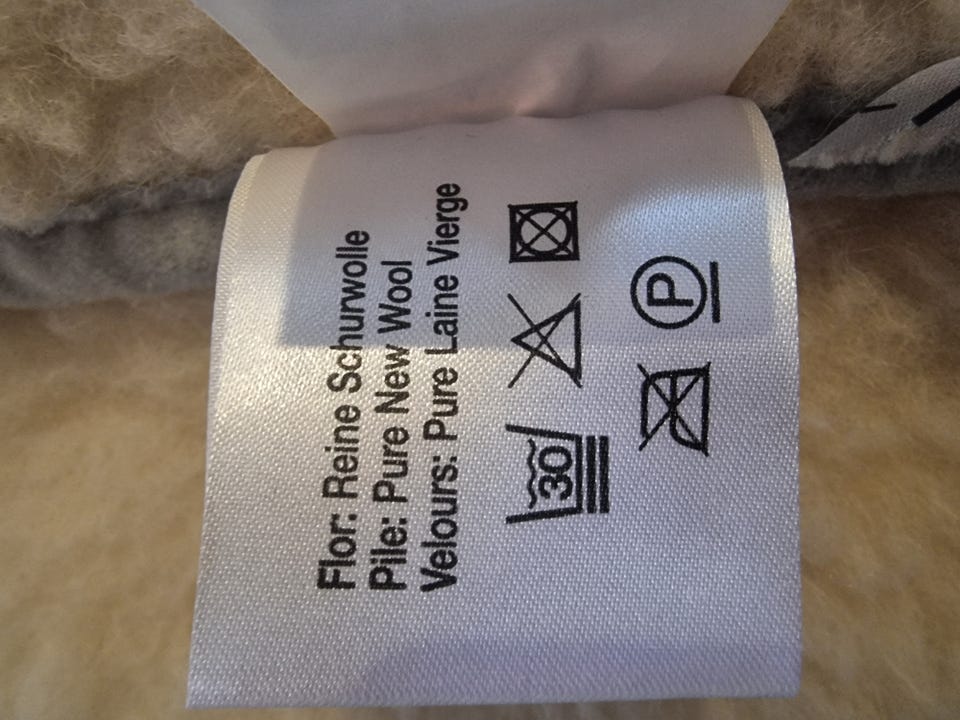 Flor: Reine Schurwolle
Pile: Pure New Wool
Velours: Pure Laine Vierge
30
P